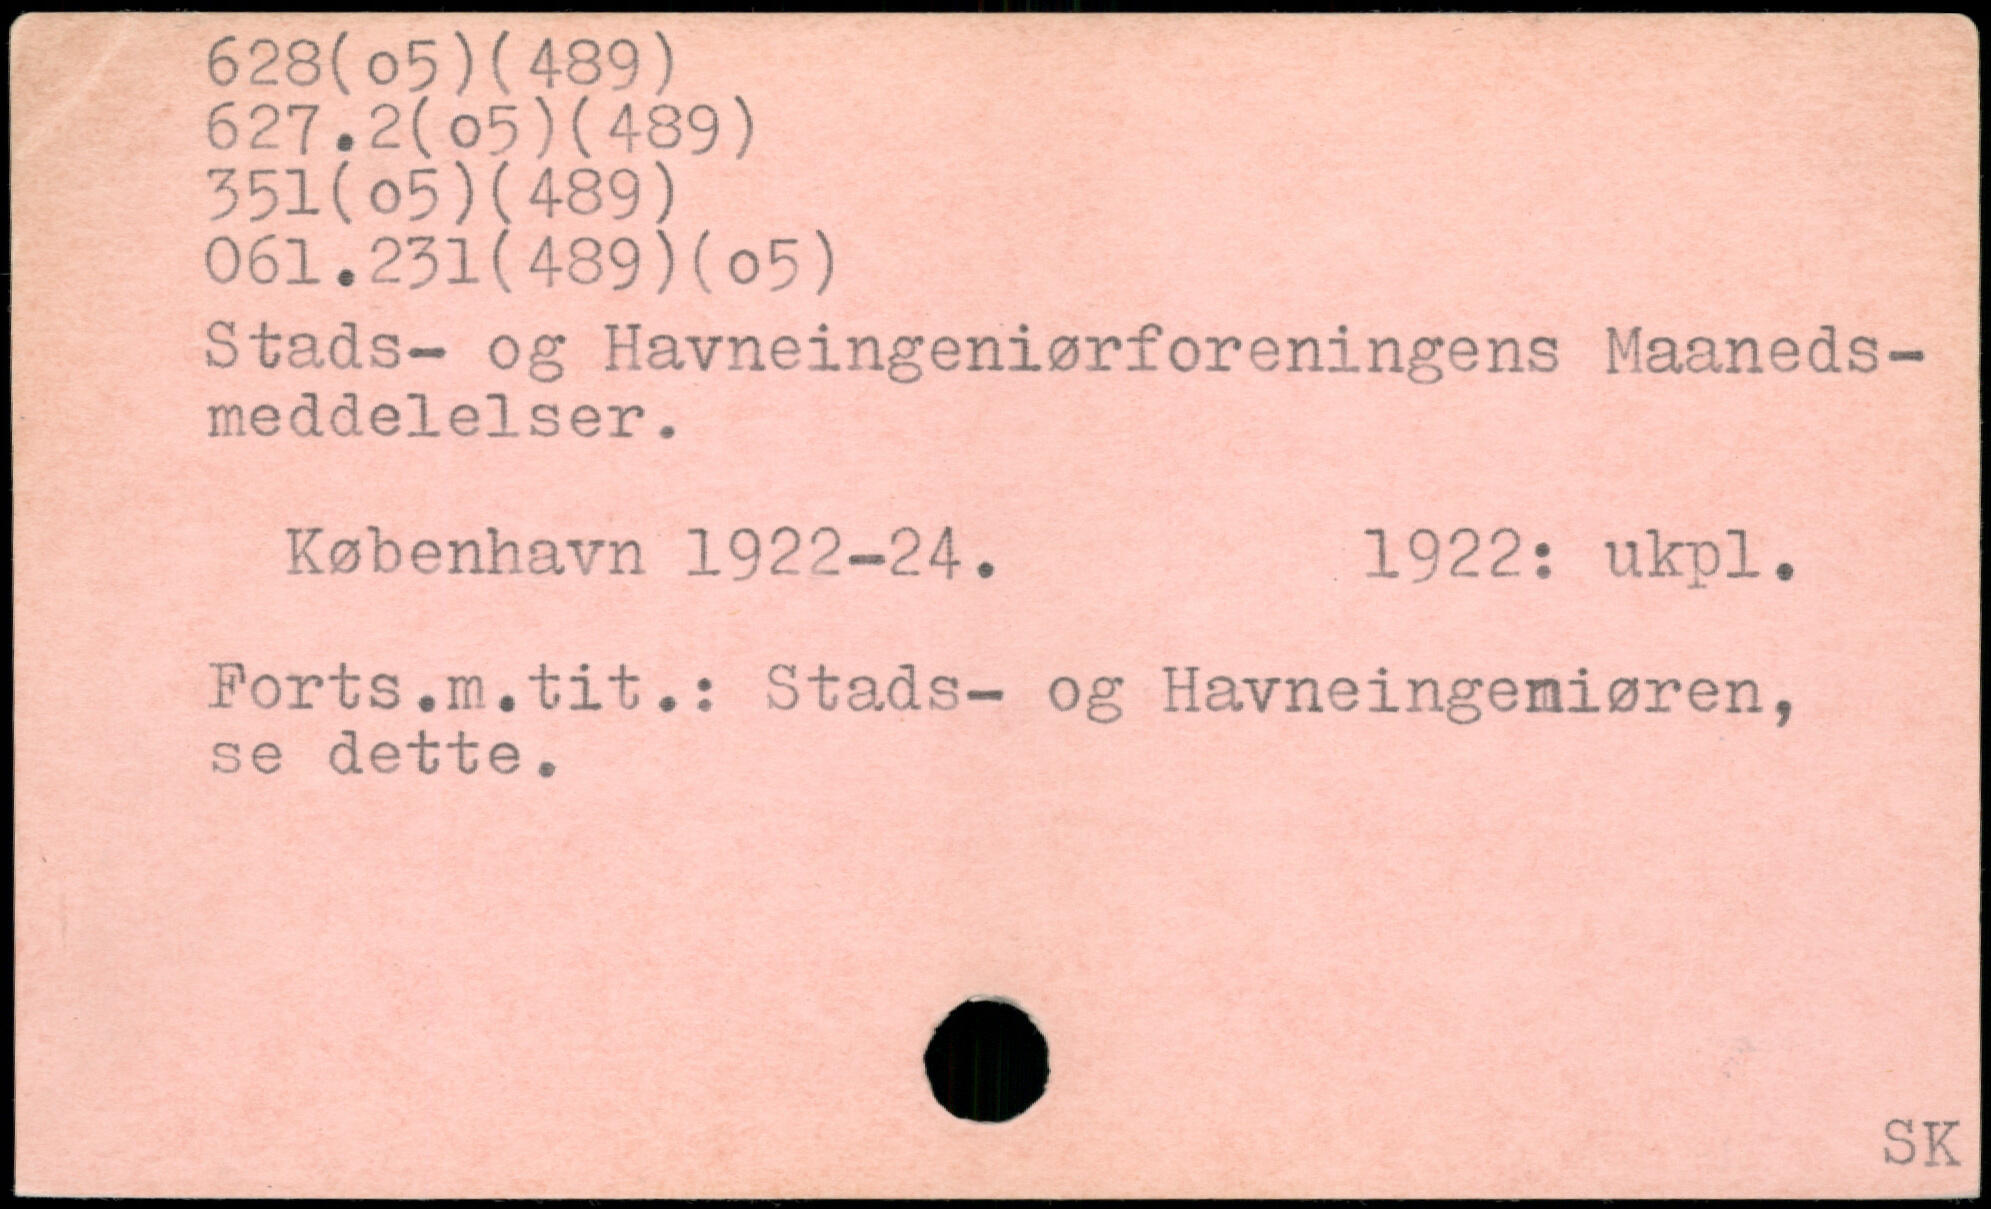 628(o5)(489)
627.2(o5)(489)
351(o5)(489)
061.231(489)(o5)
Stads- og Havneingeniørforeningens Maaneds-
meddelelser.
København 1922-24. 1922: ukpl.
Forts.m.tit.: Stads- og Havneingeniøren,
se dette.
SK